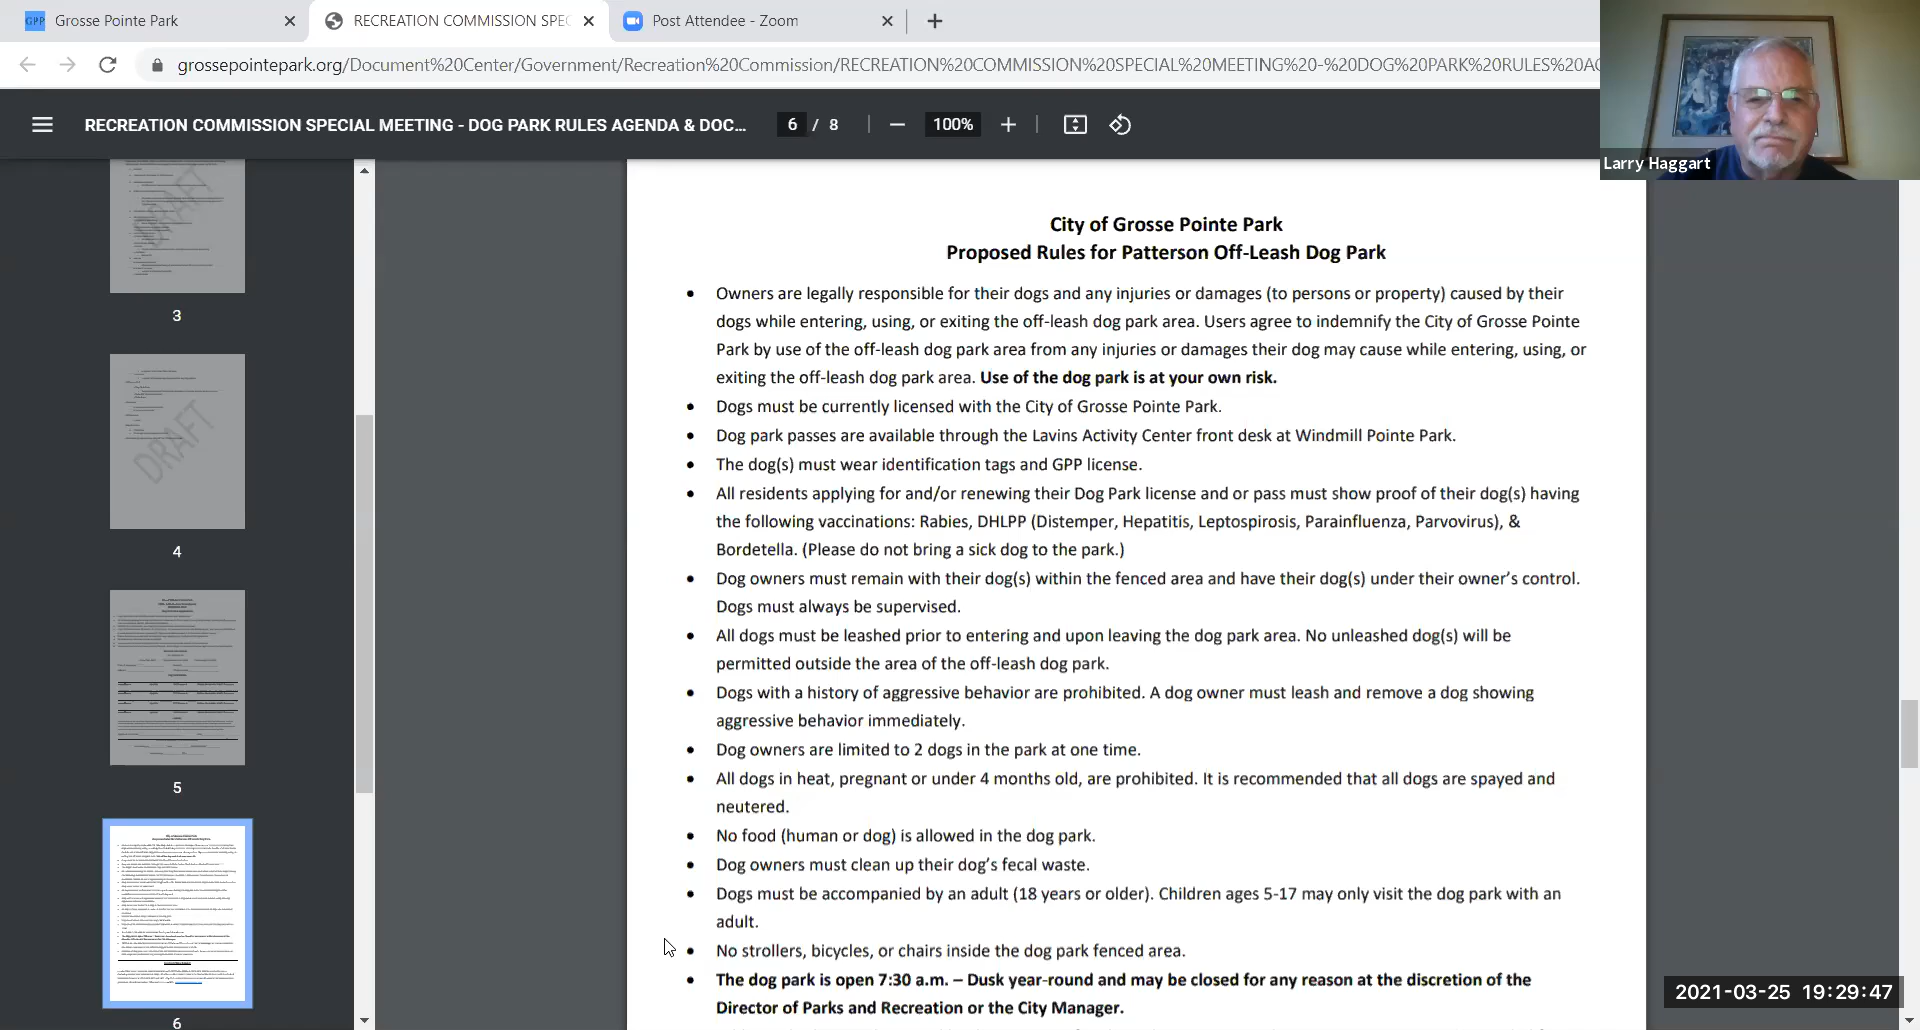 Grosse Pointe Park
RECREATION COMMISSION SPEC
Post Attendee - Zoom
grossepointepark.org/Document%20Center/Government/Recreation%20Commission/RECREATION%20COMMISSION%20SPECIAL%20MEETING%20-%20DOG%20PARK%20RULES%20AG
RECREATION COMMISSION SPECIAL MEETING - DOG PARK RULES AGENDA & DOC...
6 / 8
100%
Larry Haggart
DRAFT
3
DRAFT
4
5
6
City of Grosse Pointe Park
Proposed Rules for Patterson Off-Leash Dog Park
• Owners are legally responsible for their dogs and any injuries or damages (to persons or property) caused by their
dogs while entering, using, or exiting the off-leash dog park area. Users agree to indemnify the City of Grosse Pointe
Park by use of the off-leash dog park area from any injuries or damages their dog may cause while entering, using, or
exiting the off-leash dog park area. Use of the dog park is at your own risk.
• Dogs must be currently licensed with the City of Grosse Pointe Park.
• Dog park passes are available through the Lavins Activity Center front desk at Windmill Pointe Park.
• The dog(s) must wear identification tags and GPP license.
• All residents applying for and/or renewing their Dog Park license and or pass must show proof of their dog(s) having
the following vaccinations: Rabies, DHLPP (Distemper, Hepatitis, Leptospirosis, Parainfluenza, Parvovirus), &
Bordetella. (Please do not bring a sick dog to the park.)
• Dog owners must remain with their dog(s) within the fenced area and have their dog(s) under their owner's control.
Dogs must always be supervised.
• All dogs must be leashed prior to entering and upon leaving the dog park area. No unleashed dog(s) will be
permitted outside the area of the off-leash dog park.
• Dogs with a history of aggressive behavior are prohibited. A dog owner must leash and remove a dog showing
aggressive behavior immediately.
• Dog owners are limited to 2 dogs in the park at one time.
• All dogs in heat, pregnant or under 4 months old, are prohibited. It is recommended that all dogs are spayed and
neutered.
• No food (human or dog) is allowed in the dog park.
• Dog owners must clean up their dog's fecal waste.
• Dogs must be accompanied by an adult (18 years or older). Children ages 5-17 may only visit the dog park with an
adult.
• No strollers, bicycles, or chairs inside the dog park fenced area.
• The dog park is open 7:30 a.m. – Dusk year-round and may be closed for any reason at the discretion of the
Director of Parks and Recreation or the City Manager.
2021-03-25 19:29:47